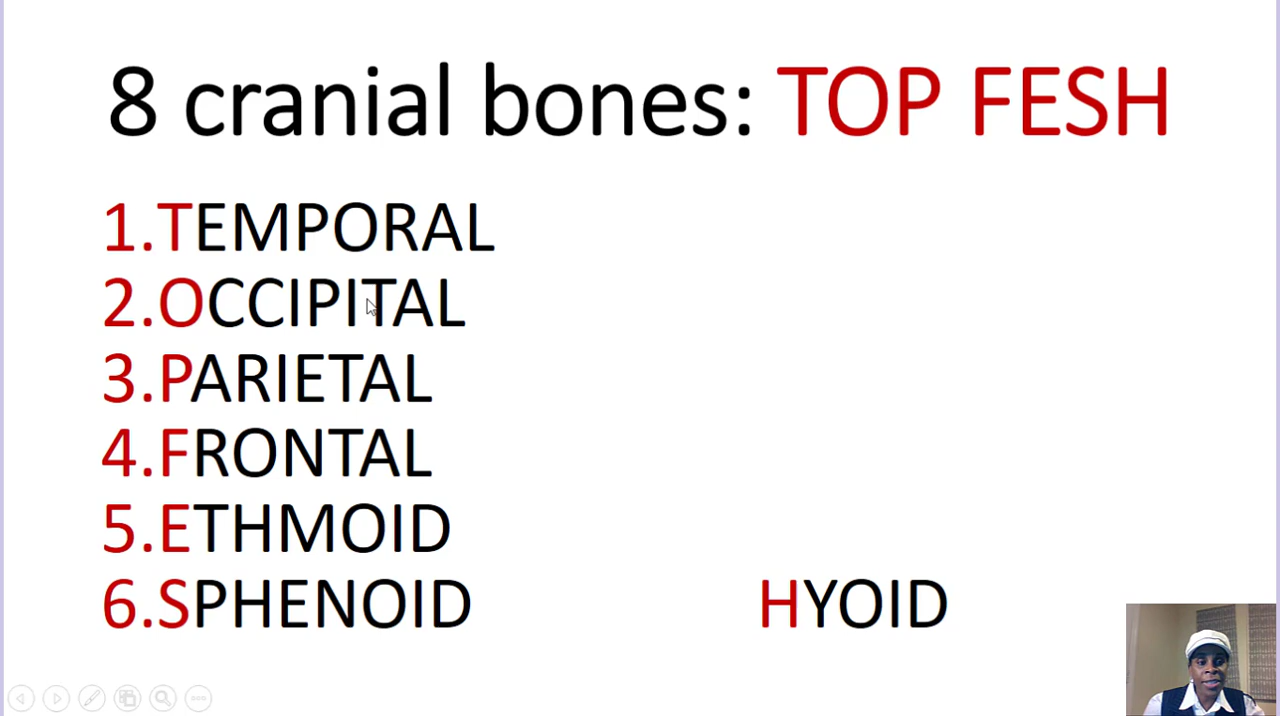 8 cranial bones: TOP FESH
1.TEMPORAL
2.OCCIPITAL
3.PARIETAL
4.FRONTAL
5.ETHMOID
6.SPHENOID
HYOID